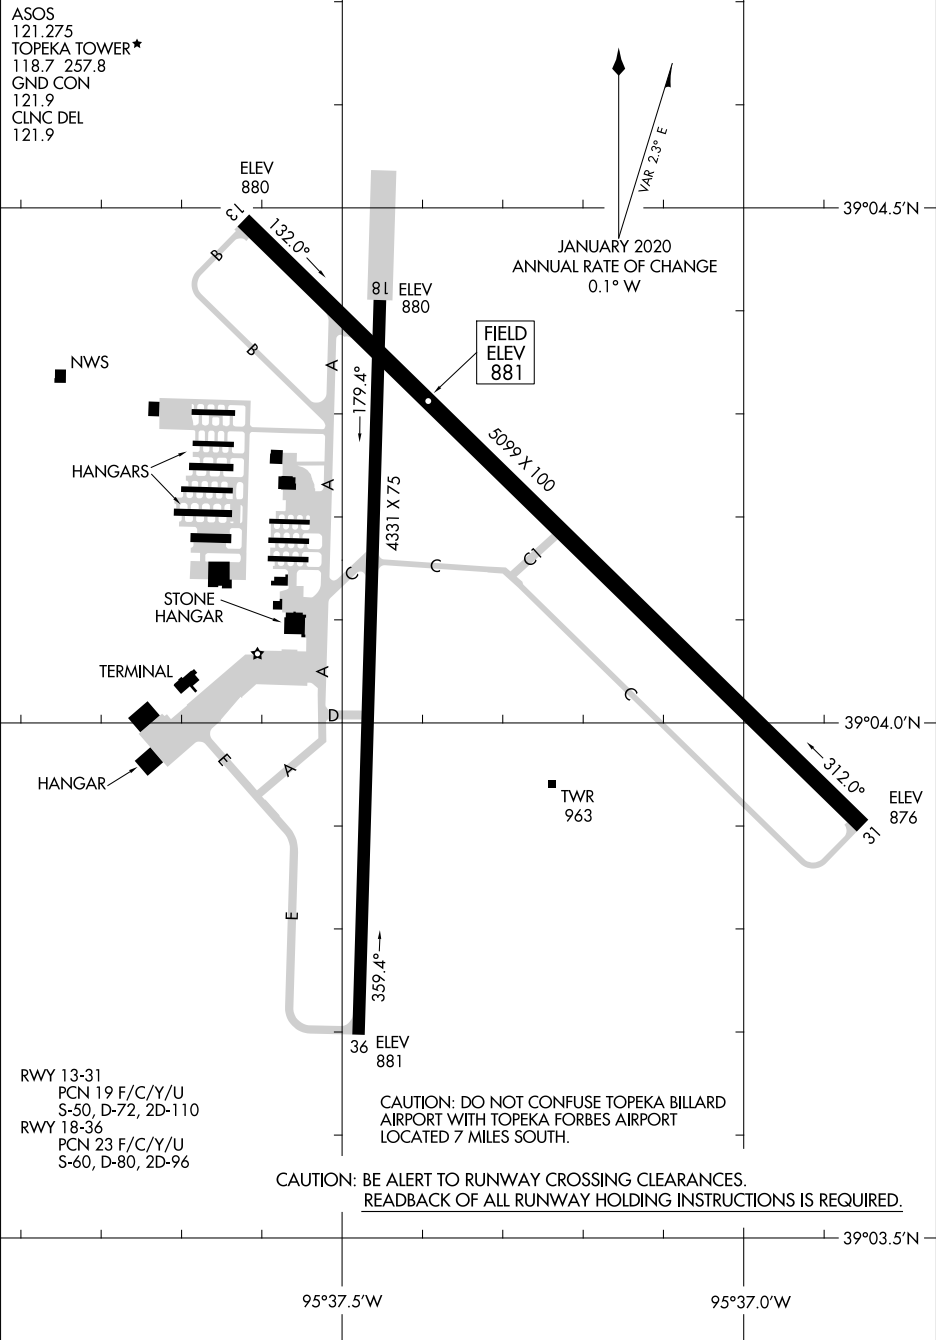 ASOS
121.275
TOPEKA TOWER★
118.7 257.8
GND CON
121.9
CLNC DEL
121.9
VAR 2.3° E
JANUARY 2020
ANNUAL RATE OF CHANGE
0.1° W
ELEV
880
13
132.0°
39°04.5'N
B
18
ELEV
880
FIELD
ELEV
881
B
A
NWS
179.4°
HANGARS
A
4331 X 75
5099 X 100
C
C
C1
STONE
HANGAR
TERMINAL
A
D
C
39°04.0'N
E
A
HANGAR
TWR
963
312.0°
ELEV
876
31
E
359.4°
36
ELEV
881
RWY 13-31
PCN 19 F/C/Y/U
S-50, D-72, 2D-110
RWY 18-36
PCN 23 F/C/Y/U
S-60, D-80, 2D-96
CAUTION: DO NOT CONFUSE TOPEKA BILLARD
AIRPORT WITH TOPEKA FORBES AIRPORT
LOCATED 7 MILES SOUTH.
CAUTION: BE ALERT TO RUNWAY CROSSING CLEARANCES.
READBACK OF ALL RUNWAY HOLDING INSTRUCTIONS IS REQUIRED.
39°03.5'N
95°37.5'W
95°37.0'W